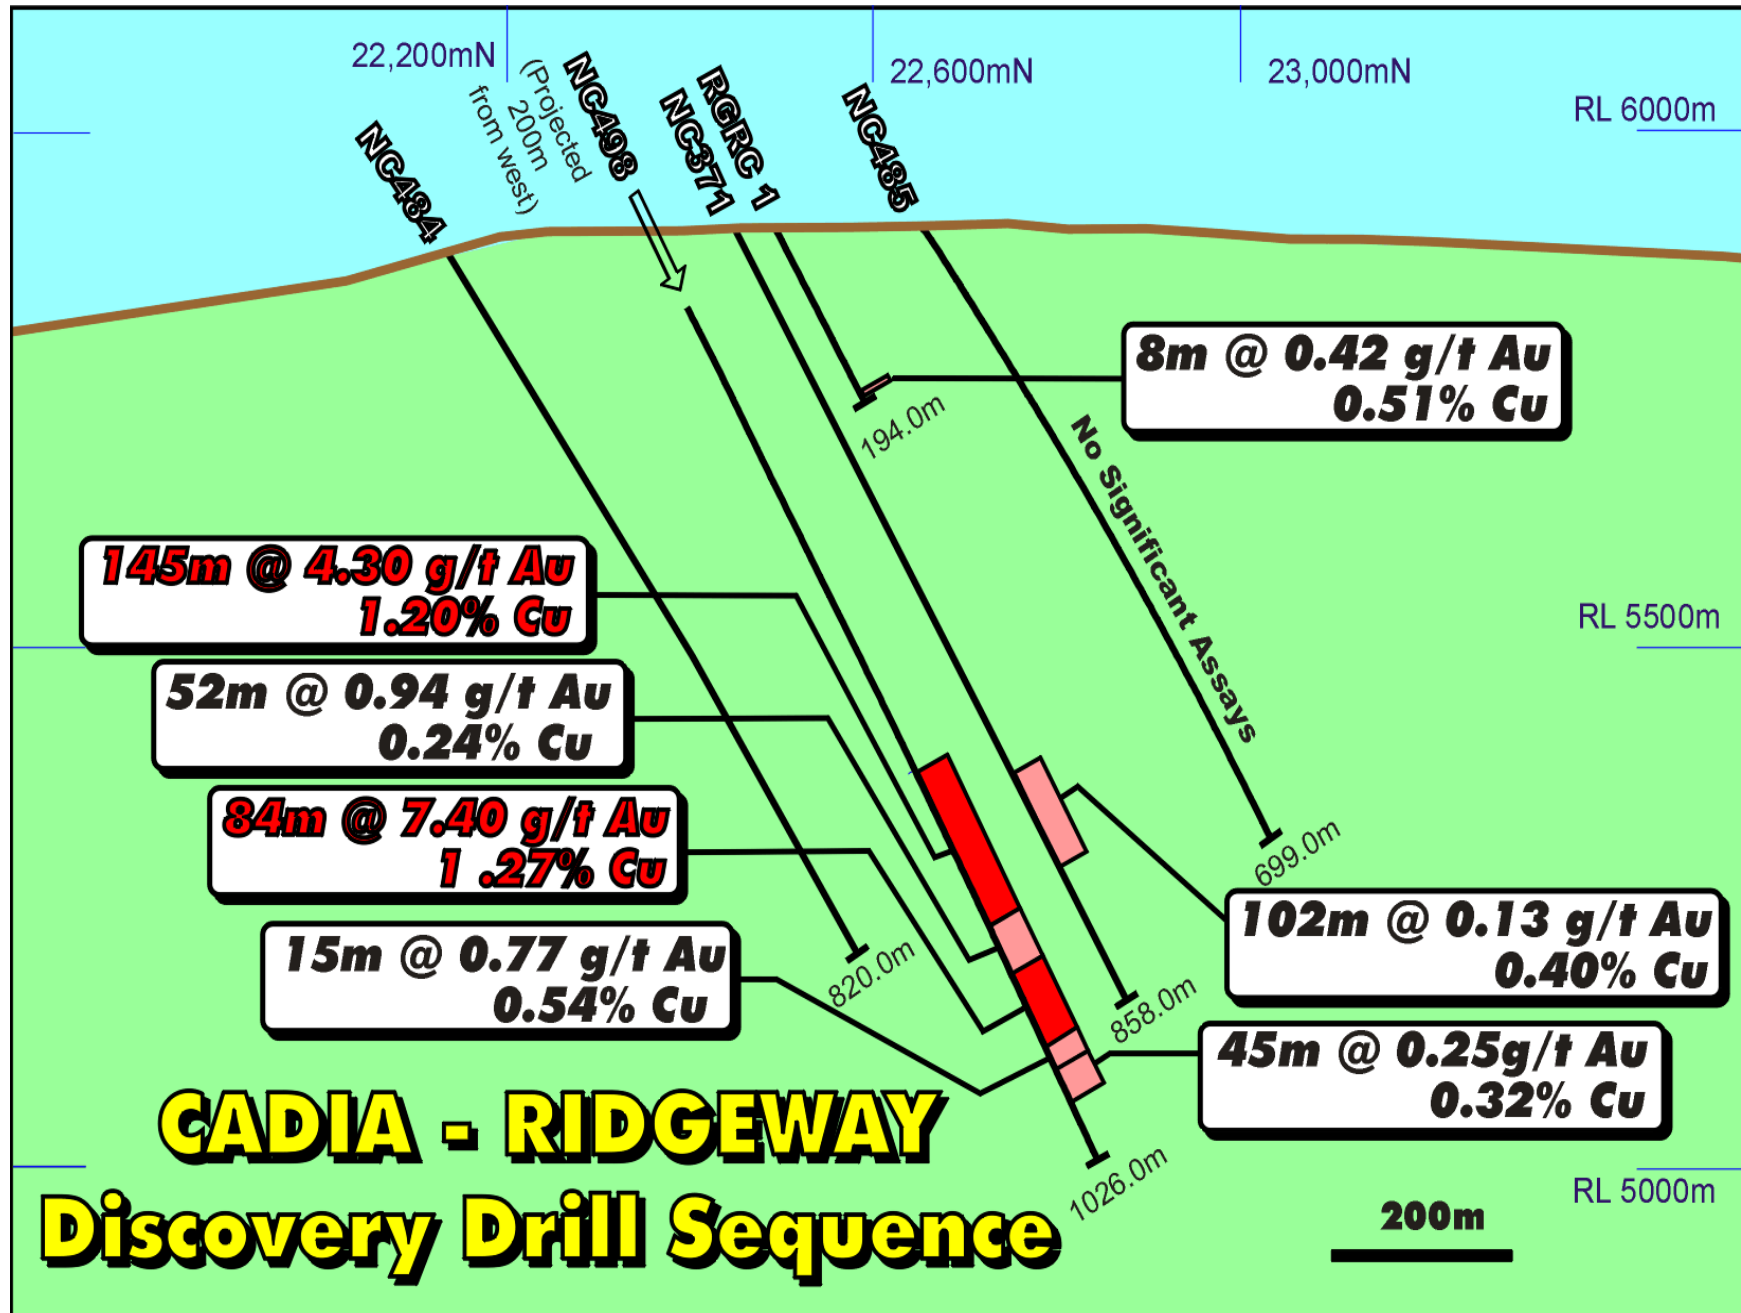 22,200mN
22,600mN
23,000mN
RL 6000m
NC484
(Projected
200m
from west)
NC498
NC371
RGRC 1
NC485
8m @ 0.42 g/t Au
0.51% Cu
194.0m
No Significant Assays
145m @ 4.30 g/t Au
1.20% Cu
RL 5500m
52m @ 0.94 g/t Au
0.24% Cu
84m @ 7.40 g/t Au
1 .27% Cu
699.0m
15m @ 0.77 g/t Au
0.54% Cu
820.0m
102m @ 0.13 g/t Au
0.40% Cu
858.0m
45m @ 0.25g/t Au
0.32% Cu
1026.0m
RL 5000m
CADIA - RIDGEWAY
Discovery Drill Sequence
200m